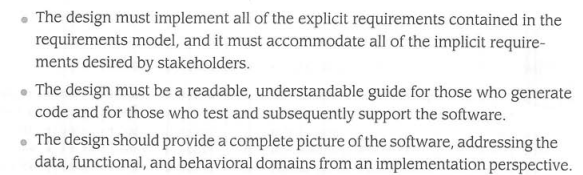 • The design must implement all of the explicit requirements contained in the
requirements model, and it must accommodate all of the implicit require-
ments desired by stakeholders.
• The design must be a readable, understandable guide for those who generate
code and for those who test and subsequently support the software.
• The design should provide a complete picture of the software, addressing the
data, functional, and behavioral domains from an implementation perspective.